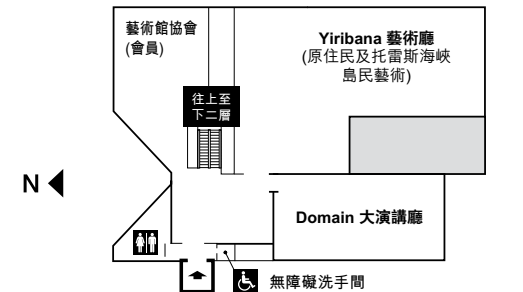 藝術館協會
(會員)
Yiribana 藝術廳
(原住民及托雷斯海峽
島民藝術)
往上至
下二層
N
Domain 大演講廳
無障礙洗手間